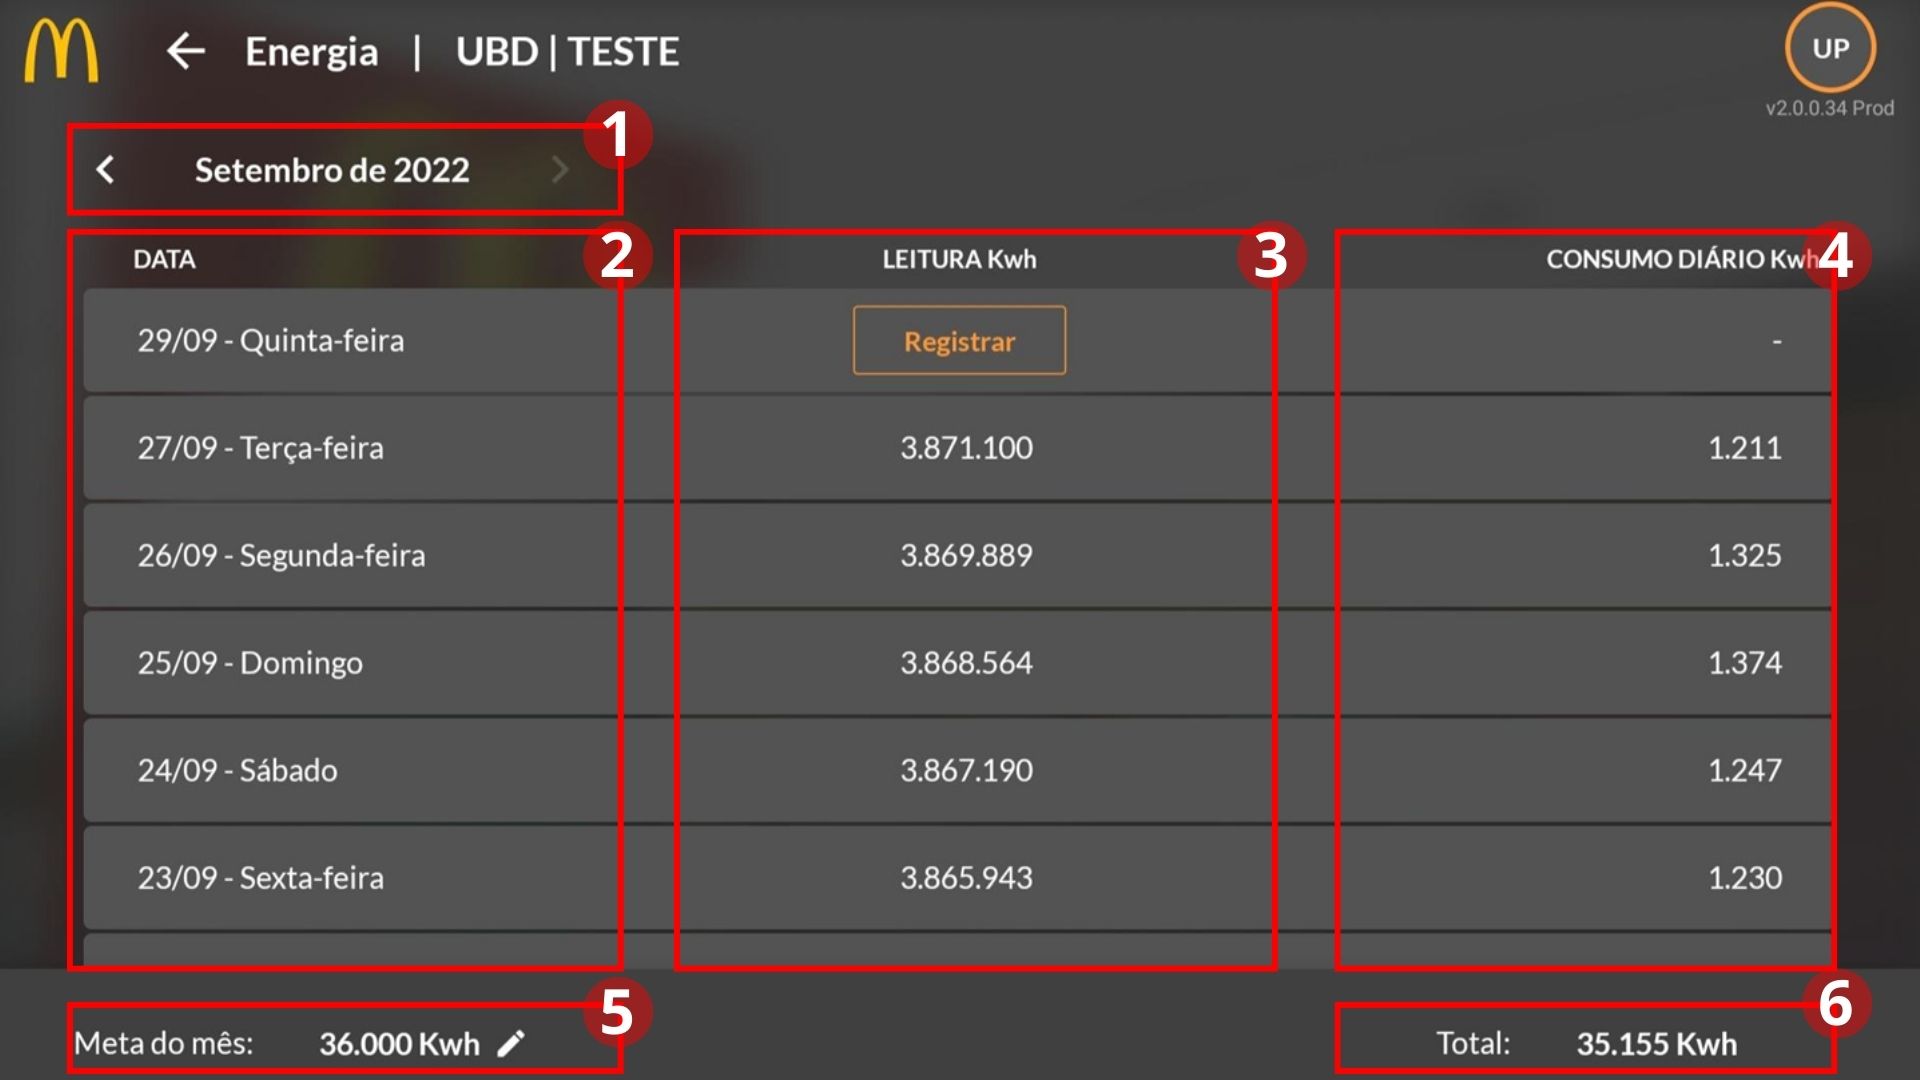 Energia | UBD | TESTE
UP
v2.0.0.34 Prod
1
Setembro de 2022
2
3
4
DATA LEITURA Kwh CONSUMO DIÁRIO Kwh
29/09 - Quinta-feira Registrar -
27/09 - Terça-feira 3.871.100 1.211
26/09 - Segunda-feira 3.869.889 1.325
25/09 - Domingo 3.868.564 1.374
24/09 - Sábado 3.867.190 1.247
23/09 - Sexta-feira 3.865.943 1.230
5
6
Meta do mês: 36.000 Kwh Total: 35.155 Kwh